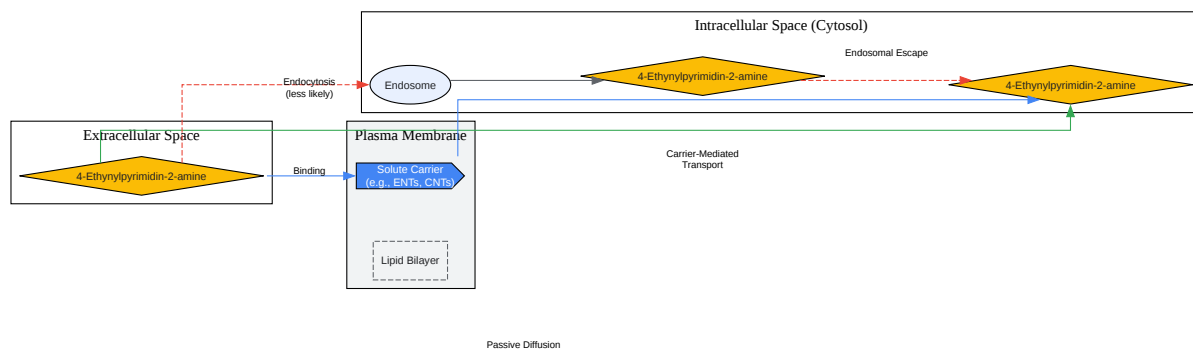 Intracellular Space (Cytosol)
Endosomal Escape
4-Ethynylpyrimidin-2-amine
Endosome
4-Ethynylpyrimidin-2-amine
Endocytosis
(less likely)
Extracellular Space
4-Ethynylpyrimidin-2-amine
Binding
Plasma Membrane
Solute Carrier
(e.g., ENTs, CNTs)
Lipid Bilayer
Carrier-Mediated
Transport
Passive Diffusion